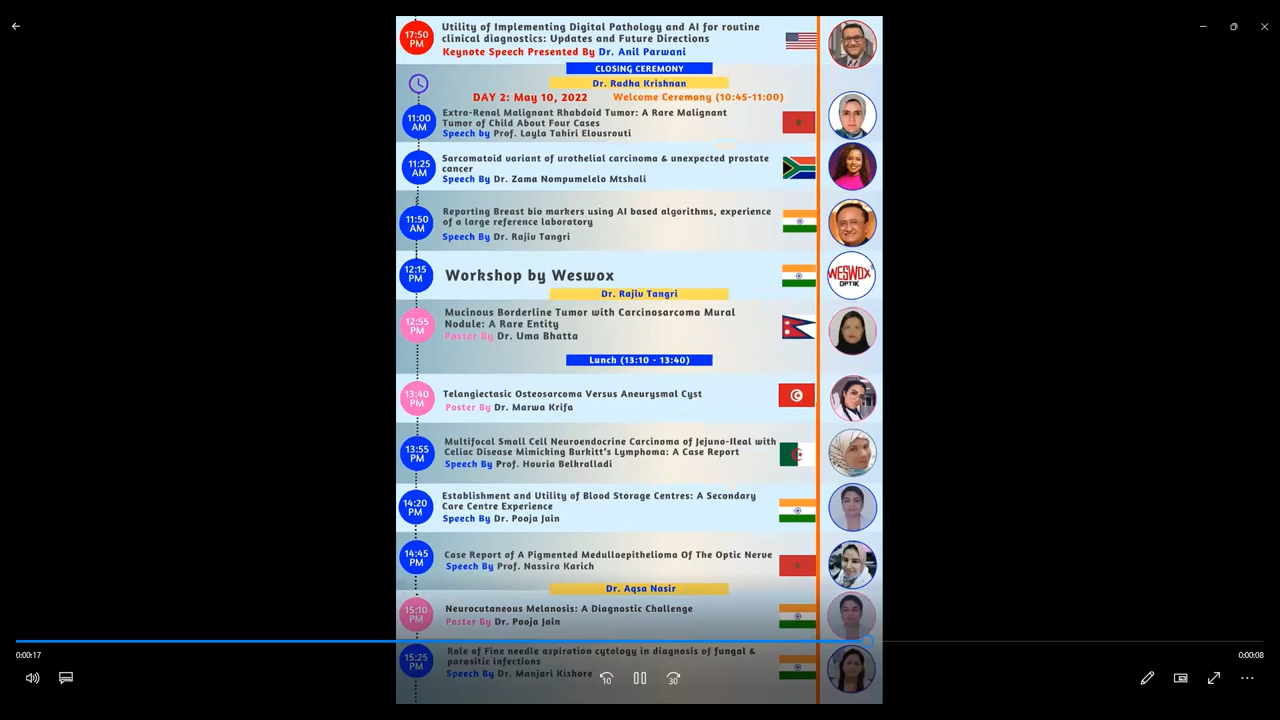 17:50
PM
Utility of Implementing Digital Pathology and AI for routine
clinical diagnostics: Updates and Future Directions
Keynote Speech Presented By Dr. Anil Parwani
CLOSING CEREMONY
Dr. Radha Krishnan
DAY 2: May 10, 2022 Welcome Ceremony (10:45-11:00)
11:00
AM
Extra-Renal Malignant Rhabdoid Tumor: A Rare Malignant
Tumor of Child About Four Cases
Speech by Prof. Layla Tahiri Elousrouti
11:25
AM
Sarcomatoid variant of urothelial carcinoma & unexpected prostate
cancer
Speech By Dr. Zama Nompumelelo Mtshali
11:50
AM
Reporting Breast bio markers using AI based algorithms, experience
of a large reference laboratory
Speech By Dr. Rajiv Tangri
12:15
PM
Workshop by Weswox
WESWOX
OPTIK
Dr. Rajiv Tangri
12:55
PM
Mucinous Borderline Tumor with Carcinosarcoma Mural
Nodule: A Rare Entity
Poster By Dr. Uma Bhatta
Lunch (13:10 - 13:40)
13:40
PM
Telangiectasic Osteosarcoma Versus Aneurysmal Cyst
Poster By Dr. Marwa Krifa
13:55
PM
Multifocal Small Cell Neuroendocrine Carcinoma of Jejuno-Ileal with
Celiac Disease Mimicking Burkitt's Lymphoma: A Case Report
Speech By Prof. Houria Belkralladi
14:20
PM
Establishment and Utility of Blood Storage Centres: A Secondary
Care Centre Experience
Speech By Dr. Pooja Jain
14:45
PM
Case Report of A Pigmented Medulloepithelioma Of The Optic Nerve
Speech By Prof. Nassira Karich
Dr. Aqsa Nasir
15:10
PM
Neurocutaneous Melanosis: A Diagnostic Challenge
Poster By Dr. Pooja Jain
15:25
PM
Role of Fine needle aspiration cytology in diagnosis of fungal &
parasitic infections
Speech By Dr. Manjari Kishore
0:00:17
0:00:08
10
30